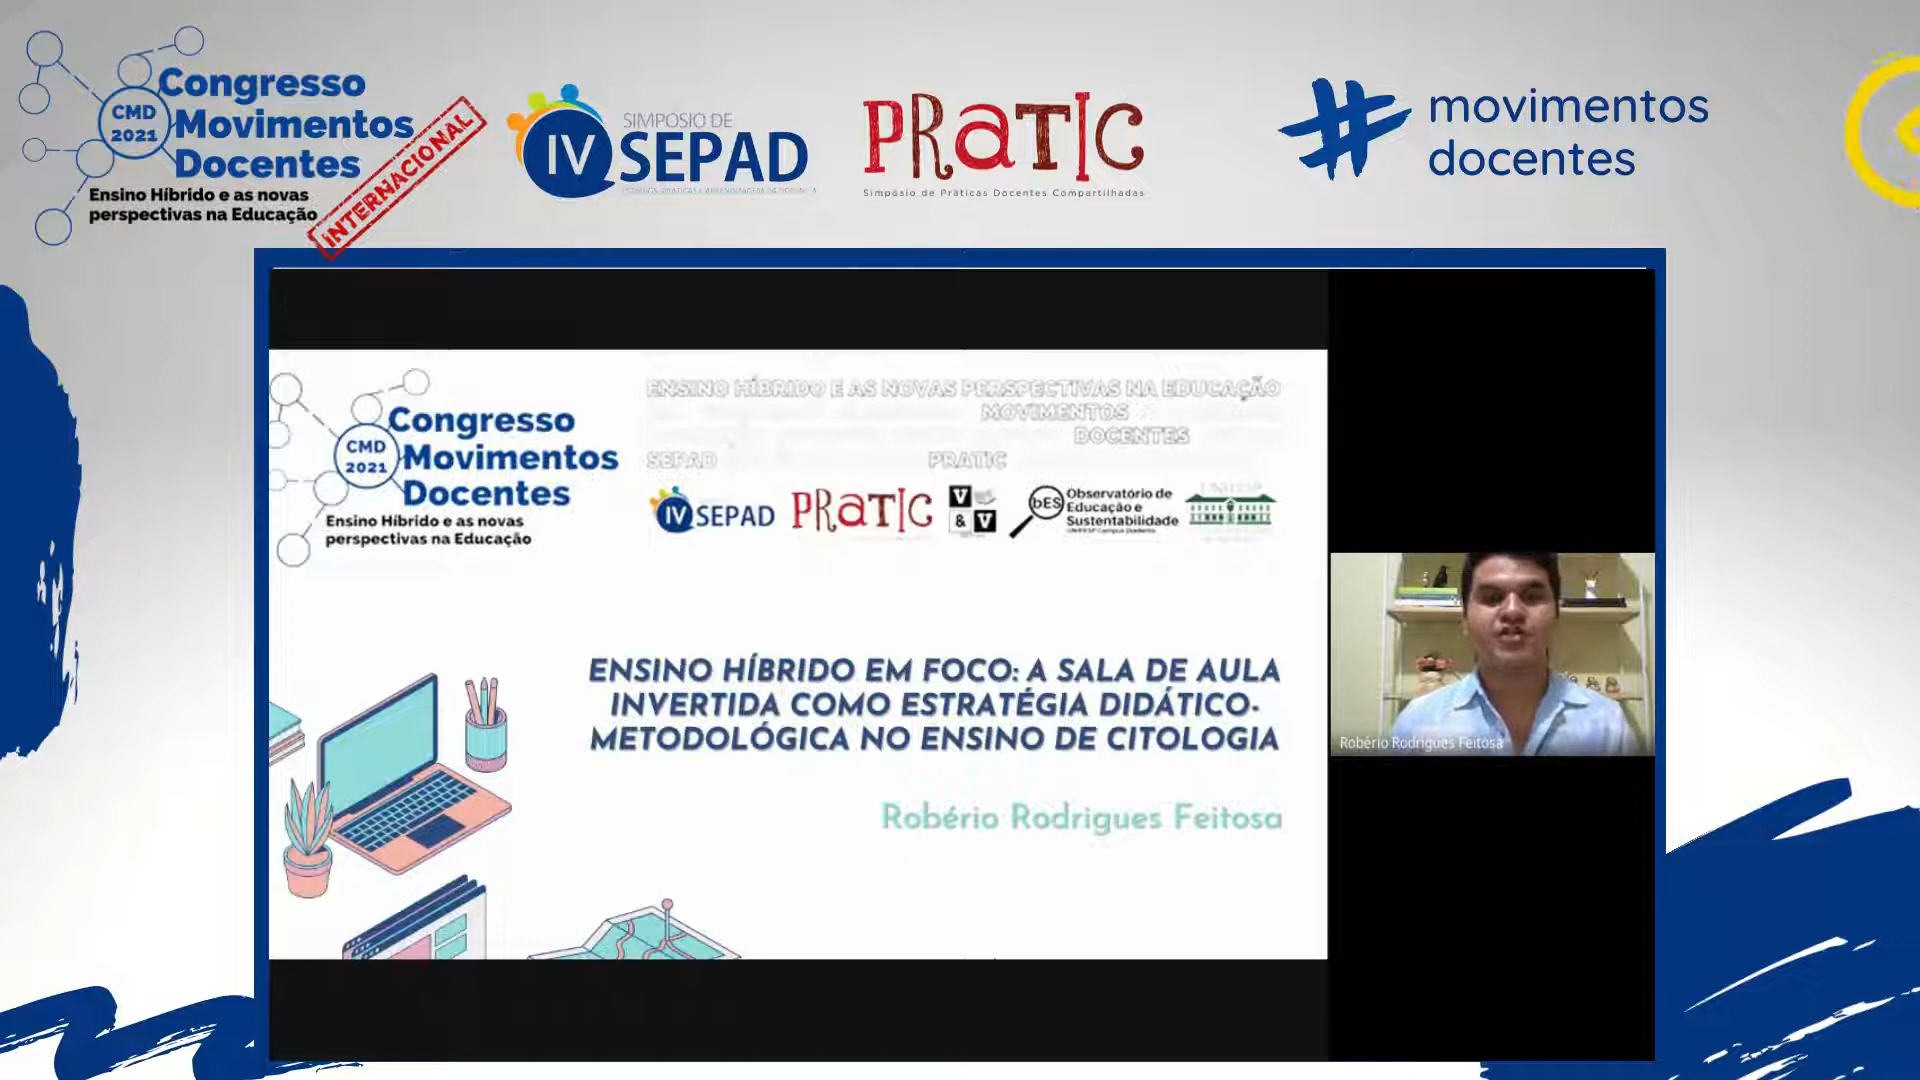 CMD
2021
Congresso
Movimentos
Docentes
Ensino Híbrido e as novas
perspectivas na Educação
INTERNACIONAL
SIMPÓSIO DE
IV SEPAD
PRATIC
Simpósio de Práticas Docentes Compartilhadas
# movimentos
docentes
ENSINO HÍBRIDO E AS NOVAS PERSPECTIVAS NA EDUCAÇÃO
MOVIMENTOS
DOCENTES
SEPAD PRATIC
CMD
2021
Congresso
Movimentos
Docentes
Ensino Híbrido e as novas
perspectivas na Educação
IV SEPAD
PRATIC
V
& V
bES
Observatório de
Educação e
Sustentabilidade
ENSINO HÍBRIDO EM FOCO: A SALA DE AULA
INVERTIDA COMO ESTRATÉGIA DIDÁTICO-
METODOLÓGICA NO ENSINO DE CITOLOGIA
Robério Rodrigues Feitosa
Robério Rodrigues Feitosa